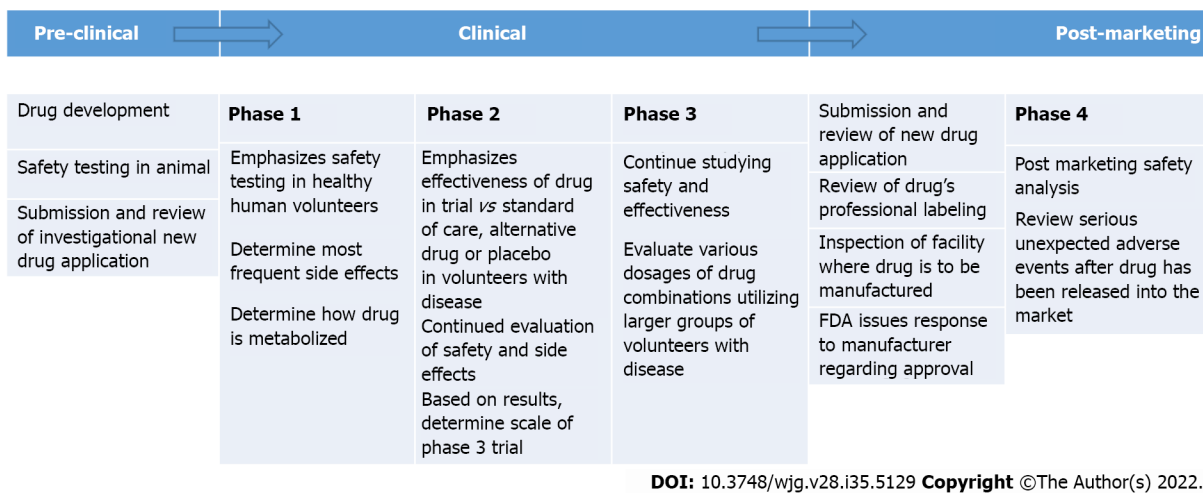 Pre-clinical
Clinical
Post-marketing
Drug development
Safety testing in animal
Submission and review
of investigational new
drug application
Phase 1
Emphasizes safety
testing in healthy
human volunteers
Determine most
frequent side effects
Determine how drug
is metabolized
Phase 2
Emphasizes
effectiveness of drug
in trial vs standard
of care, alternative
drug or placebo
in volunteers with
disease
Continued evaluation
of safety and side
effects
Based on results,
determine scale of
phase 3 trial
Phase 3
Continue studying
safety and
effectiveness
Evaluate various
dosages of drug
combinations utilizing
larger groups of
volunteers with
disease
Submission and
review of new drug
application
Review of drug’s
professional labeling
Inspection of facility
where drug is to be
manufactured
FDA issues response
to manufacturer
regarding approval
Phase 4
Post marketing safety
analysis
Review serious
unexpected adverse
events after drug has
been released into the
market
DOI: 10.3748/wjg.v28.i35.5129 Copyright ©The Author(s) 2022.